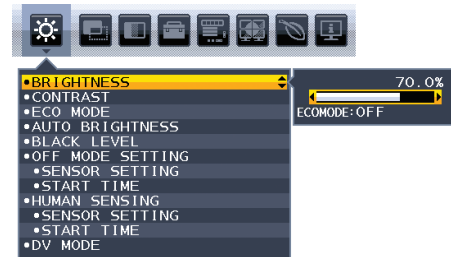 •BRIGHTNESS
70.0%
ECOMODE:OFF
•CONTRAST
•ECO MODE
•AUTO BRIGHTNESS
•BLACK LEVEL
•OFF MODE SETTING
•SENSOR SETTING
•START TIME
•HUMAN SENSING
•SENSOR SETTING
•START TIME
•DV MODE